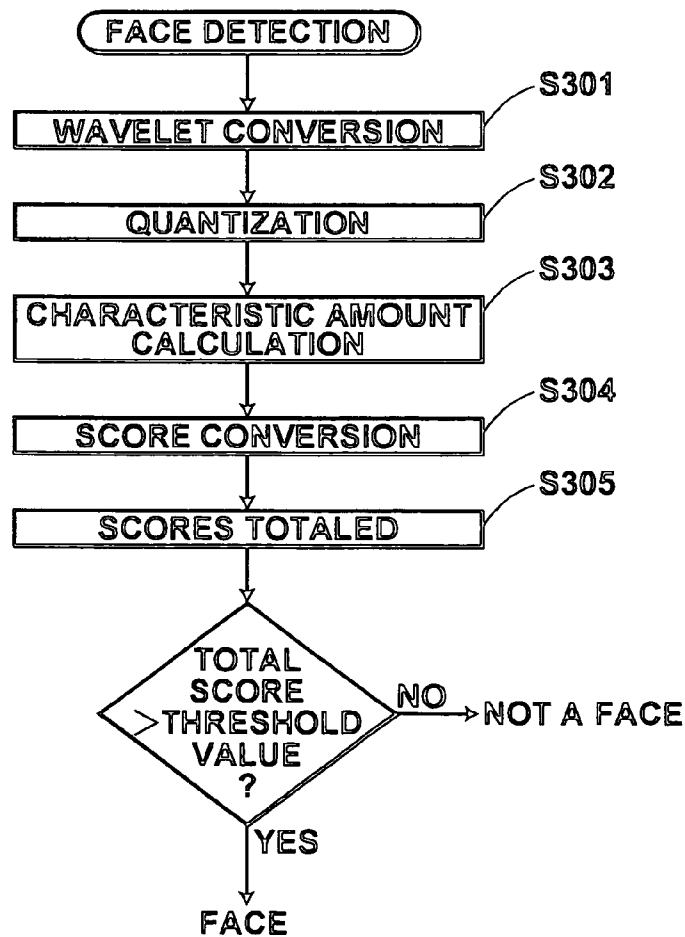 FACE DETECTION
S301
WAVELET CONVERSION
S302
QUANTIZATION
S303
CHARACTERISTIC AMOUNT
CALCULATION
S304
SCORE CONVERSION
S305
SCORES TOTALED
TOTAL
SCORE
>THRESHOLD
VALUE
?
NO
NOT A FACE
YES
FACE